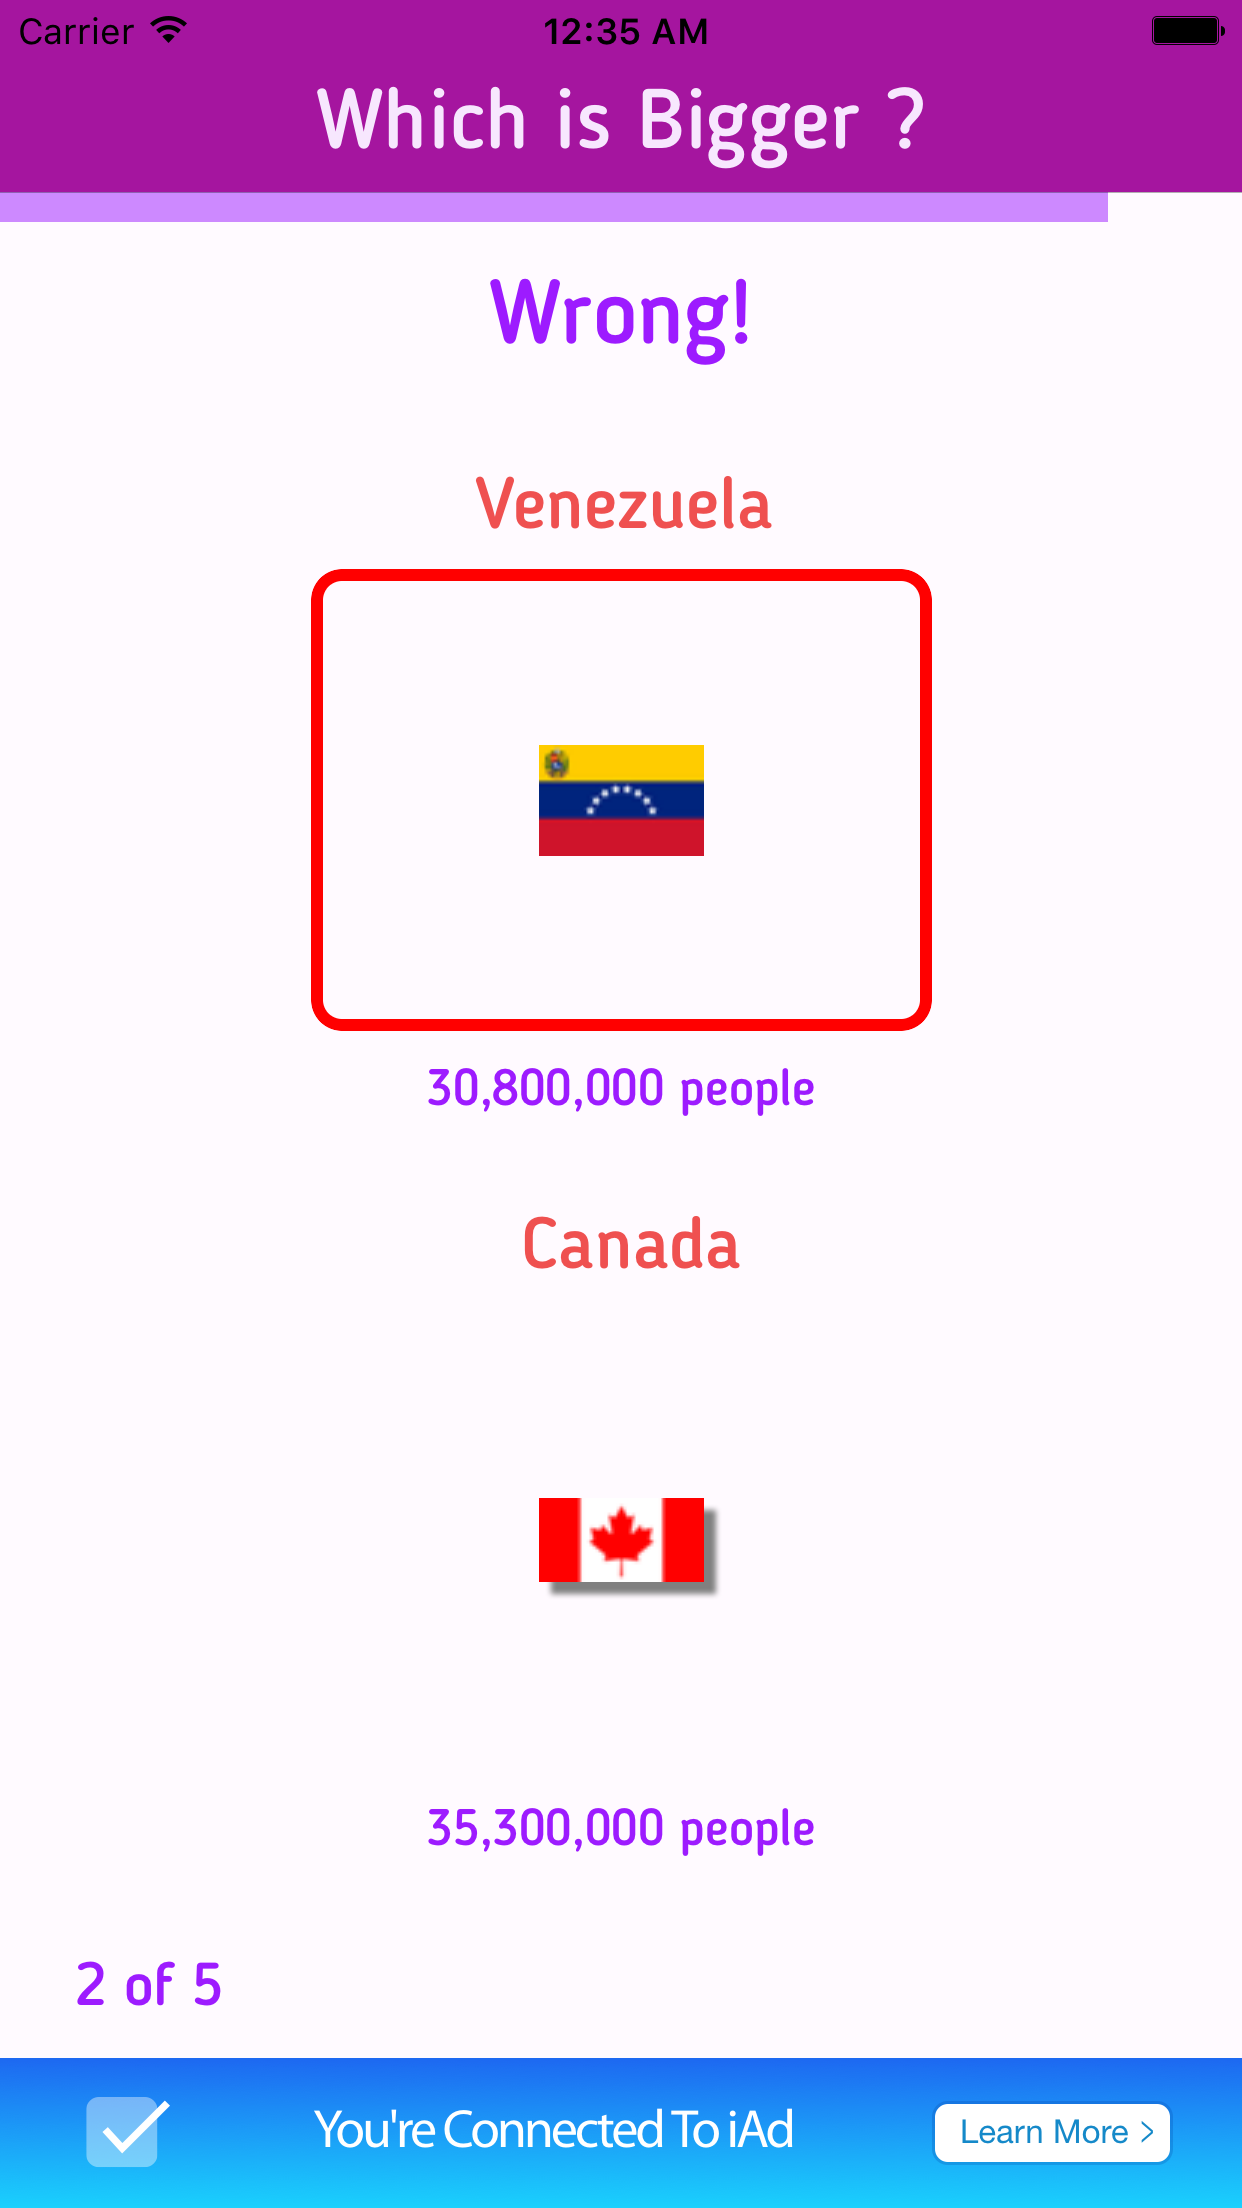 Carrier 12:35 AM
Which is Bigger ?
Wrong!
Venezuela
30,800,000 people
Canada
35,300,000 people
2 of 5
You're Connected To iAd
Learn More >